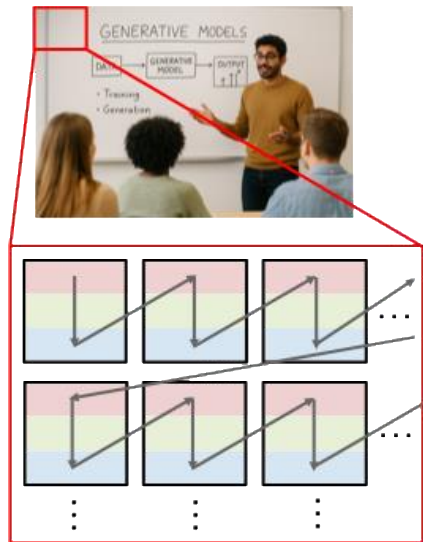 GENERATIVE MODELS
DATA
GENERATIVE
MODEL
OUTPUT
• Training
• Generation